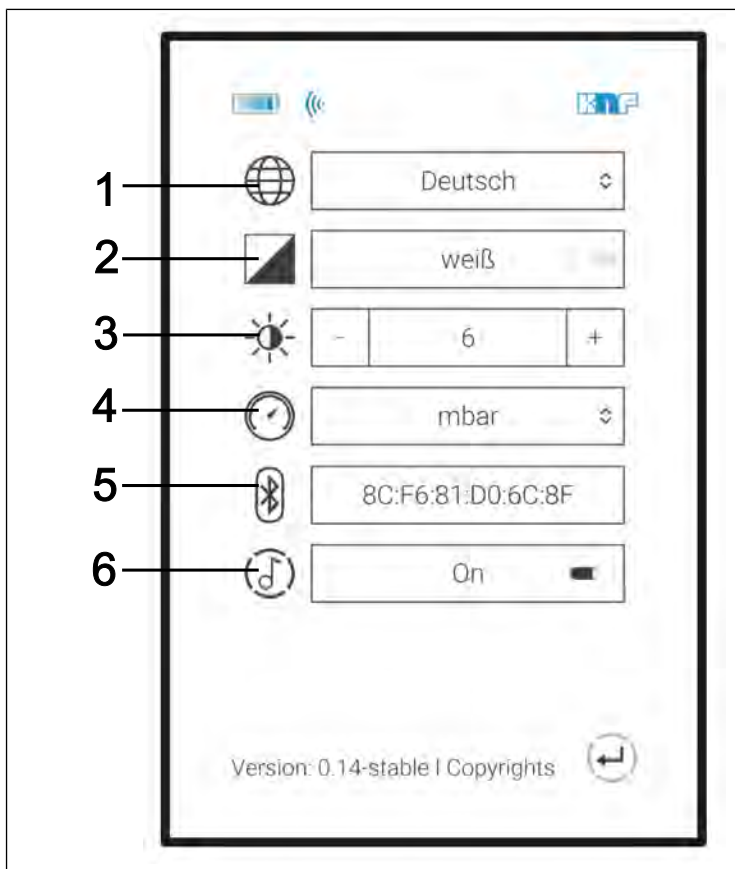 KNF
1
Deutsch
2
weiß
3
- 6 +
4
mbar
5
8C:F6:81:D0:6C:8F
6
On
Version: 0.14-stable I Copyrights